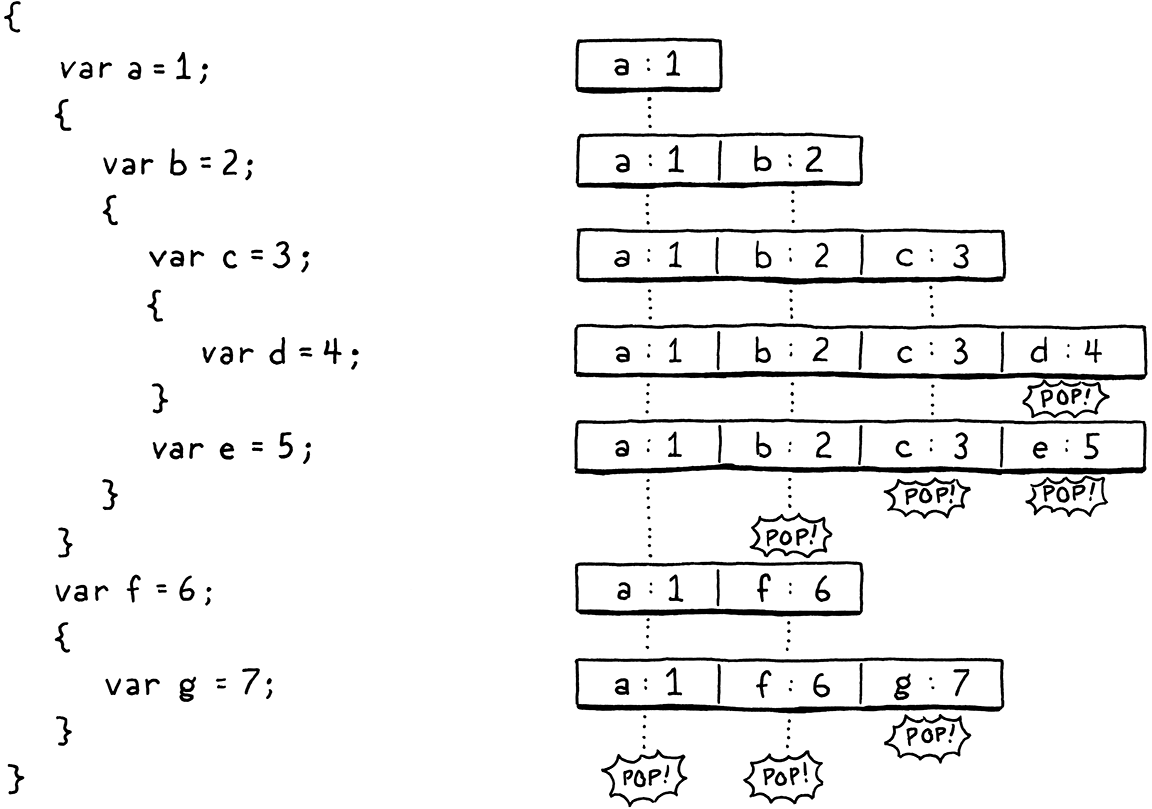 {
var a = 1; a : 1
{
var b = 2; a : 1 b : 2
{
var c = 3; a : 1 b : 2 c : 3
{
var d = 4; a : 1 b : 2 c : 3 d : 4
} POP!
var e = 5; a : 1 b : 2 c : 3 e : 5
} POP! POP!
} POP!
var f = 6; a : 1 f : 6
{
var g = 7; a : 1 f : 6 g : 7
} POP!
} POP! POP!